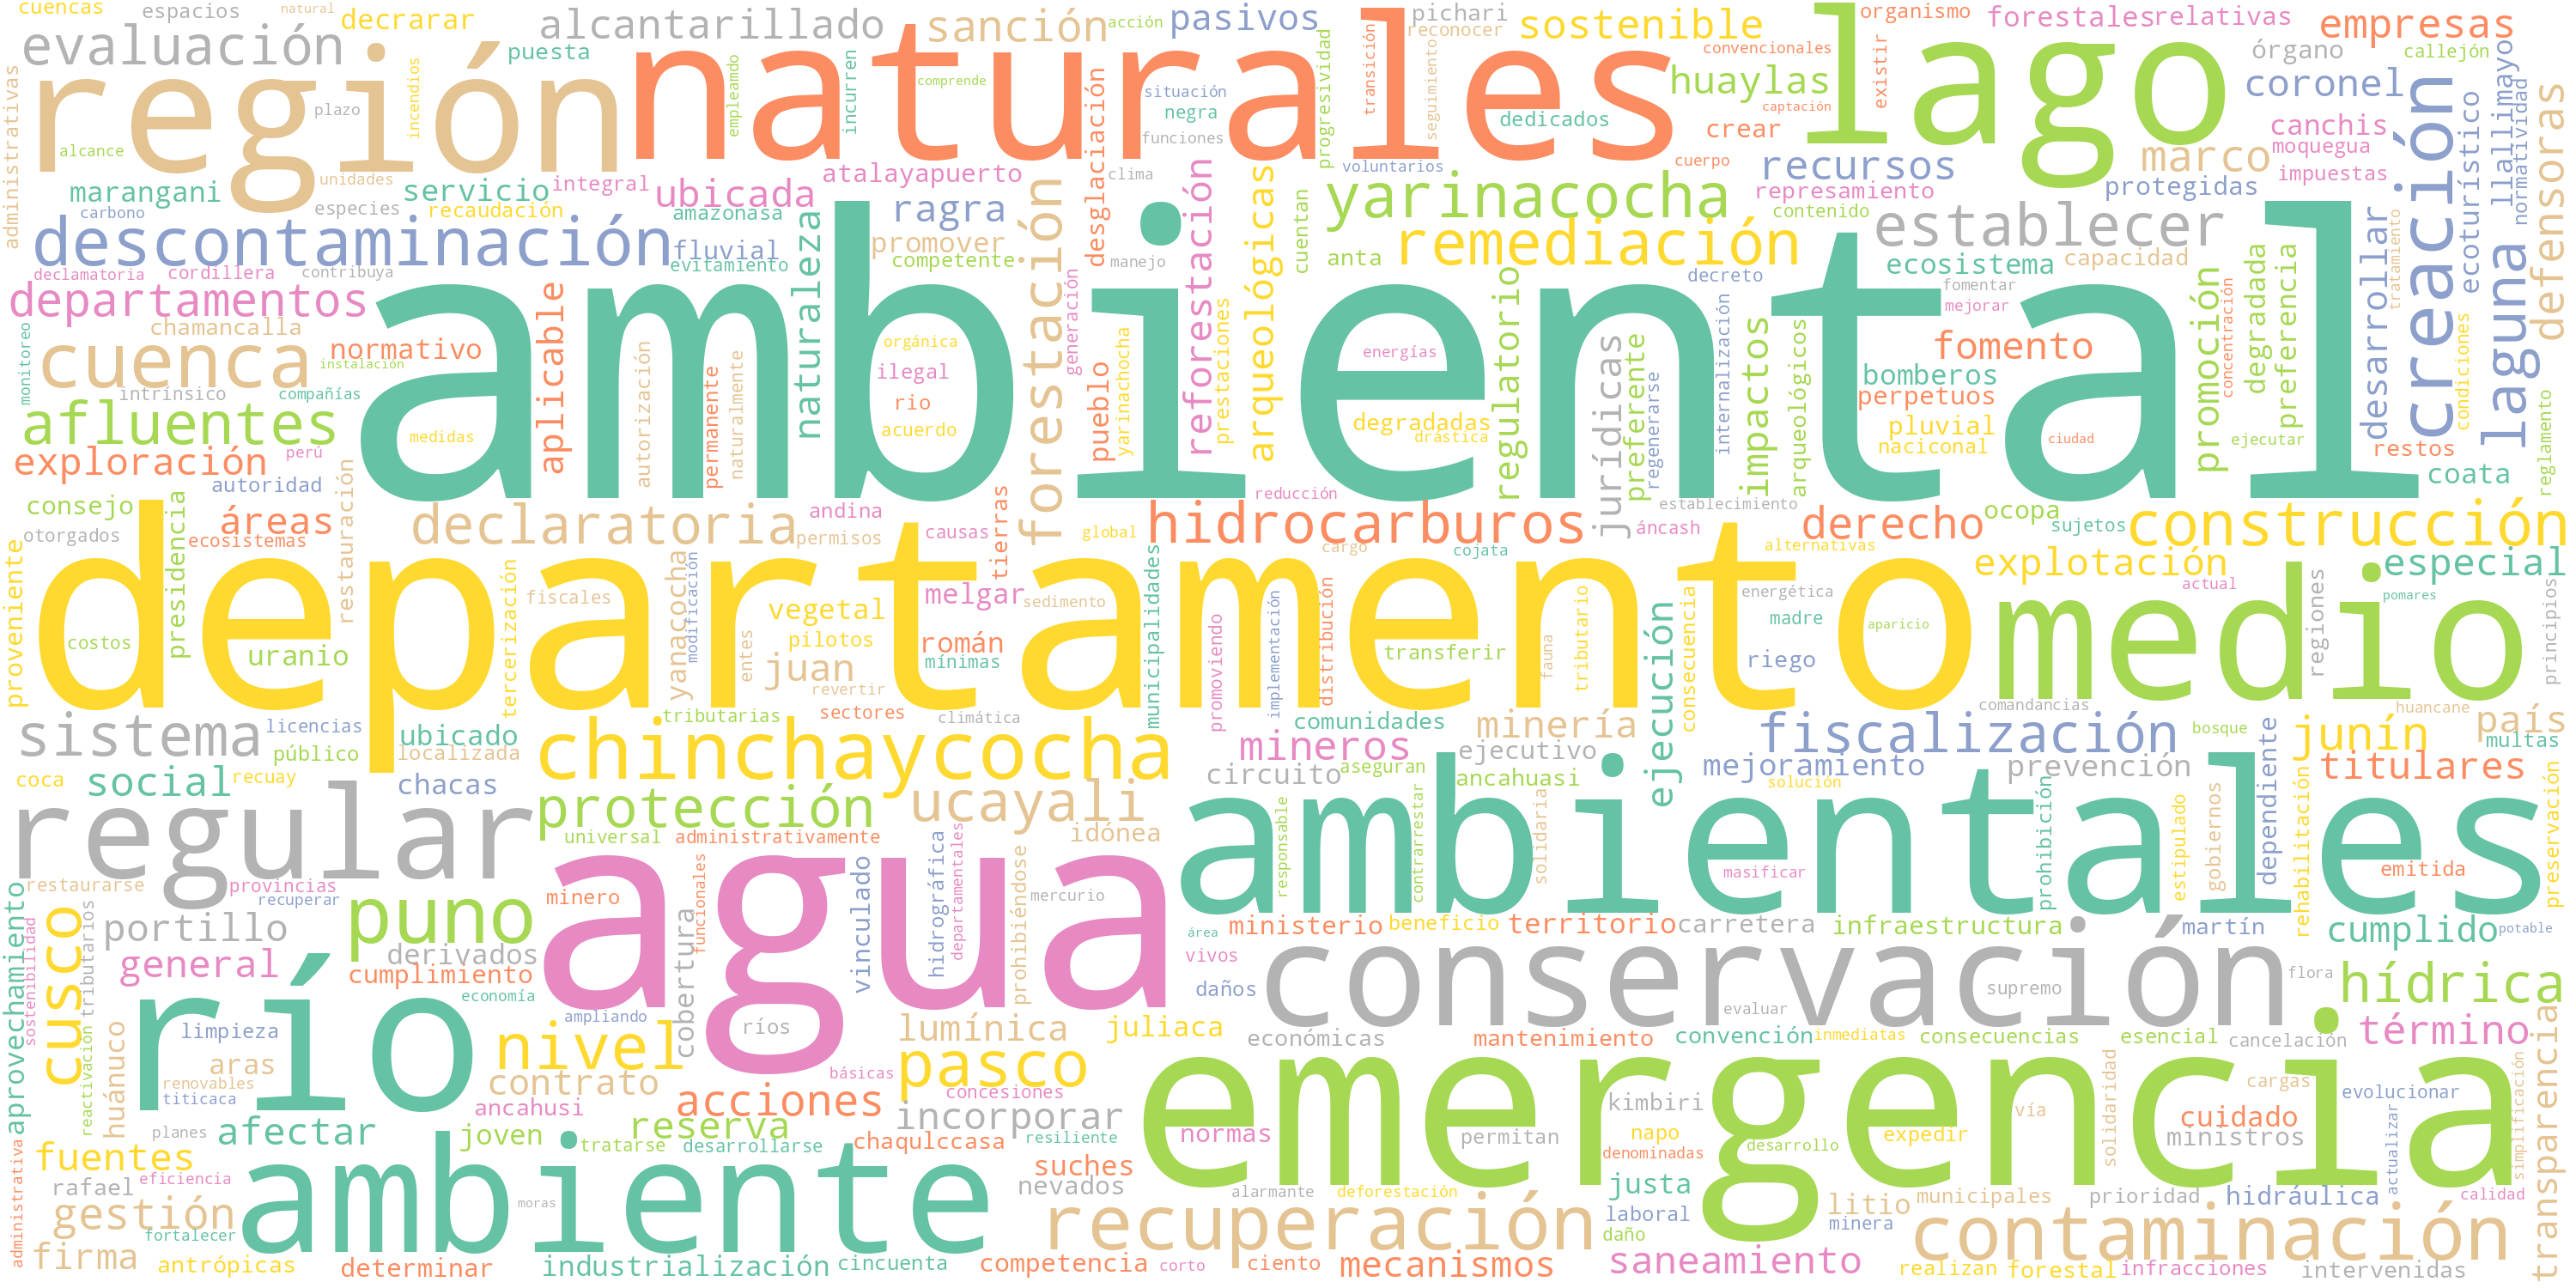 cuencas espacios natural decrarar alcantarillado sanción acción pasivos pichari sostenible organismo forestales relativas empresas
evaluación puesta naturales reconocer convencionales lago órgano callejón
administrativas región plazo incendios empleamdo comprende incurren desglaciación situación negra progresividad transición seguimiento dedicados huaylas captación existir coronel ecoturístico llallimayo defensoras
alcance unidades funciones crear creación canchis moquegua normatividad
marangani servicio integral ubicada atalayapuerto clima voluntarios cuerpo recursos marco impuestas
carbono especies recaudación amazonasa naturaleza ragra forestación reforestación arqueológicas yarinacocha represamiento protegidas laguna
descontaminación fluvial promover cuentan contenido establecer desarrollar tratamiento
declamatoria cordillera contribuya evitamiento competente manejo anta remediación decreto ecosistema capacidad
departamentos ambiental generación prestaciones regulatorio fomentar promoción degradada preferencia
chamancalla aplicable orgánica yarinachocha energías jurídicas preferente internalización impactos arqueológicos mejorar fomento concentración condiciones
monitoreo cuenca normativo instalación autorización permanente naturalmente ilegal bomberos
intrínsico compañías rio pueblo regenerarse perpetuos
afluentes medidas acuerdo degradadas drástica pluvial ciudad ejecutar reglamento
exploración perú restauración nacional restos
autoridad reducción coata
consejo áreas declaratoria andina causas tierras global hidrocarburos establecimiento áncash derecho ocopa sujetos construcción
otorgados presidencia ecosistemas permisos cargo cojata alternativas explotación actual especial
proveniente departamento tercerización fiscales yanacocha modificación vegetal melgar sedimento municipalidades implementación distribución ejecución consecuencia energética medio regiones principios pomares
costos uranio entes pilotos román promoviendo fauna tributario madre aparicio
juan mínimas transferir riego
revertir
sistema licencias tributarias sectores climática comunidades minería comandancias bosque huancane país
ubicado chinchaycocha mineros ejecutivo fiscalización dependiente junín multas
público localizada circuito aseguran ancahuasi mejoramiento prevención
coca social recuay chacas solución titulares
regular protección ucayali ambientales responsable contrarrestar solidaria prohibición estipulado gobiernos rehabilitación preservación
universal administrativamente idónea masificar emitida
restaurarse provincias minero agua hidrográfica departamentales mercurio
aprovechamiento recuperar funcionales prohibiéndose
cusco portillo puno cobertura vinculado área ministerio beneficio territorio carretera infraestructura martín cumplido potable
sostenibilidad tributarios derivados vivos conservación flora
general cumplimiento daños supremo hídrica
río economía evaluar transparencia
reactivación huánuco limpieza nivel ampliando ríos lumínica juliaca económicas mantenimiento convención inmediatas consecuencias esencial cancelación término
aras contrato básicas pasco emergencia solidaridad cargas evolucionar simplificación
renovables titicaca acciones concesiones kimbiri vía actualizar
ancahusi incorporar cuidado
administrativa planes afectar joven reserva chaqulccasa resiliente normas permitan napo expedir ministros
fuentes tratarse desarrollarse suches denominadas desarrollo
rafael eficiencia ambiente moras nevados alarmante deforestación justa litio municipales prioridad hidráulica calidad
gestión recuperación laboral minera contaminación
fortalecer daño
firma antrópicas determinar industrialización cincuenta competencia corto ciento mecanismos saneamiento realizan forestal infracciones intervenidas